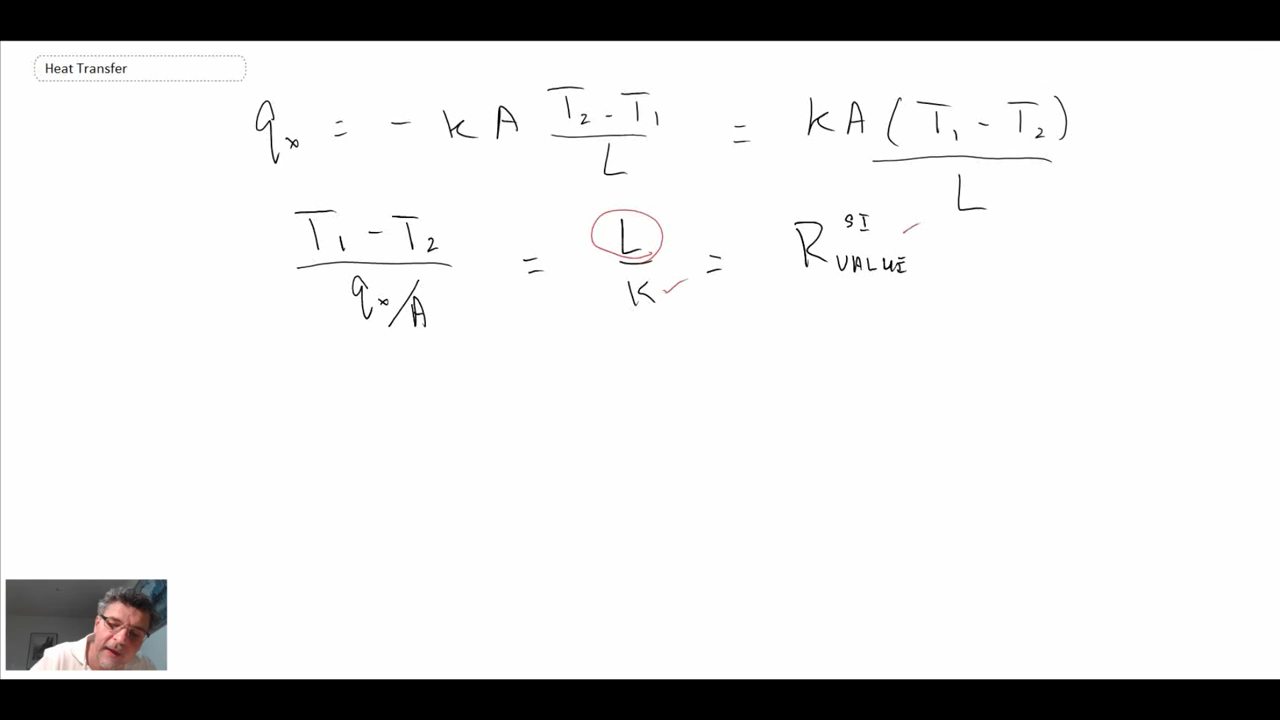 Heat Transfer
qₓ = - K A (T₂ - T₁)/L = K A (T₁ - T₂)/L
(T₁ - T₂)/(qₓ/A) = L/K = R VALUE SI